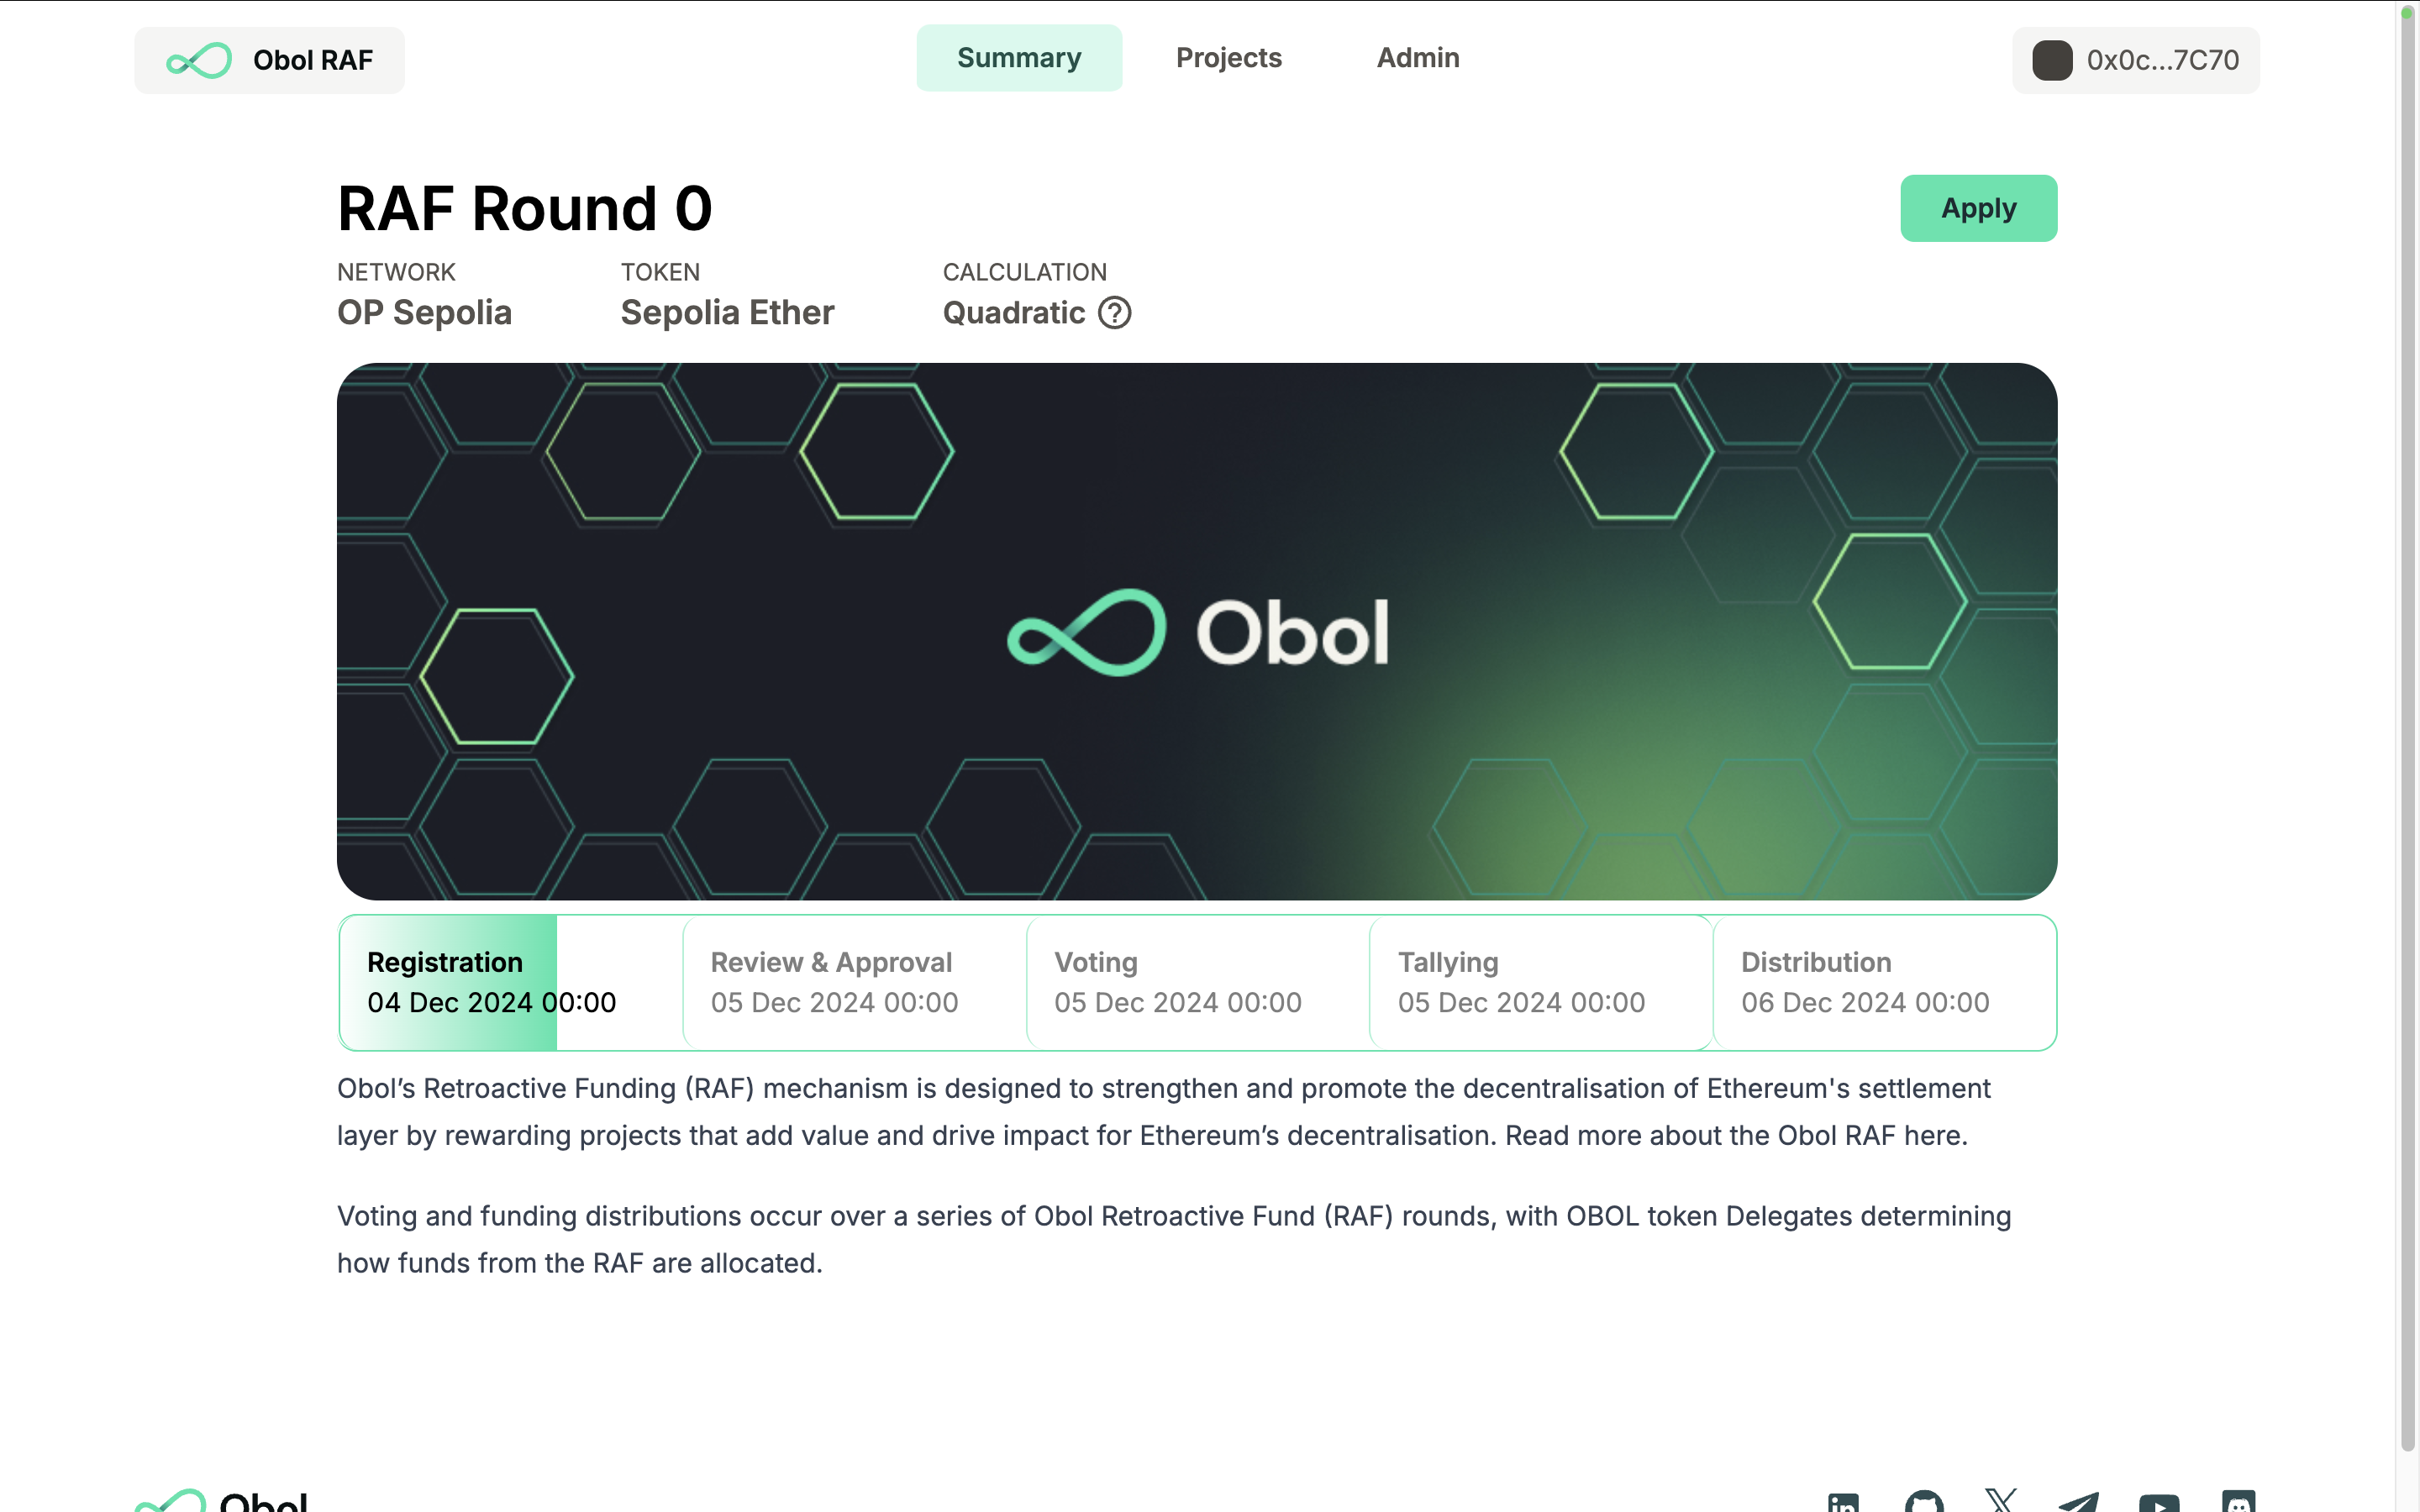 Obol RAF
Summary
Projects
Admin
0x0c...7C70
RAF Round 0
Apply
NETWORK
TOKEN
CALCULATION
OP Sepolia
Sepolia Ether
Quadratic ?
Obol
Registration
04 Dec 2024 00:00
Review & Approval
05 Dec 2024 00:00
Voting
05 Dec 2024 00:00
Tallying
05 Dec 2024 00:00
Distribution
06 Dec 2024 00:00
Obol’s Retroactive Funding (RAF) mechanism is designed to strengthen and promote the decentralisation of Ethereum's settlement
layer by rewarding projects that add value and drive impact for Ethereum’s decentralisation. Read more about the Obol RAF here.
Voting and funding distributions occur over a series of Obol Retroactive Fund (RAF) rounds, with OBOL token Delegates determining
how funds from the RAF are allocated.
Obol
in